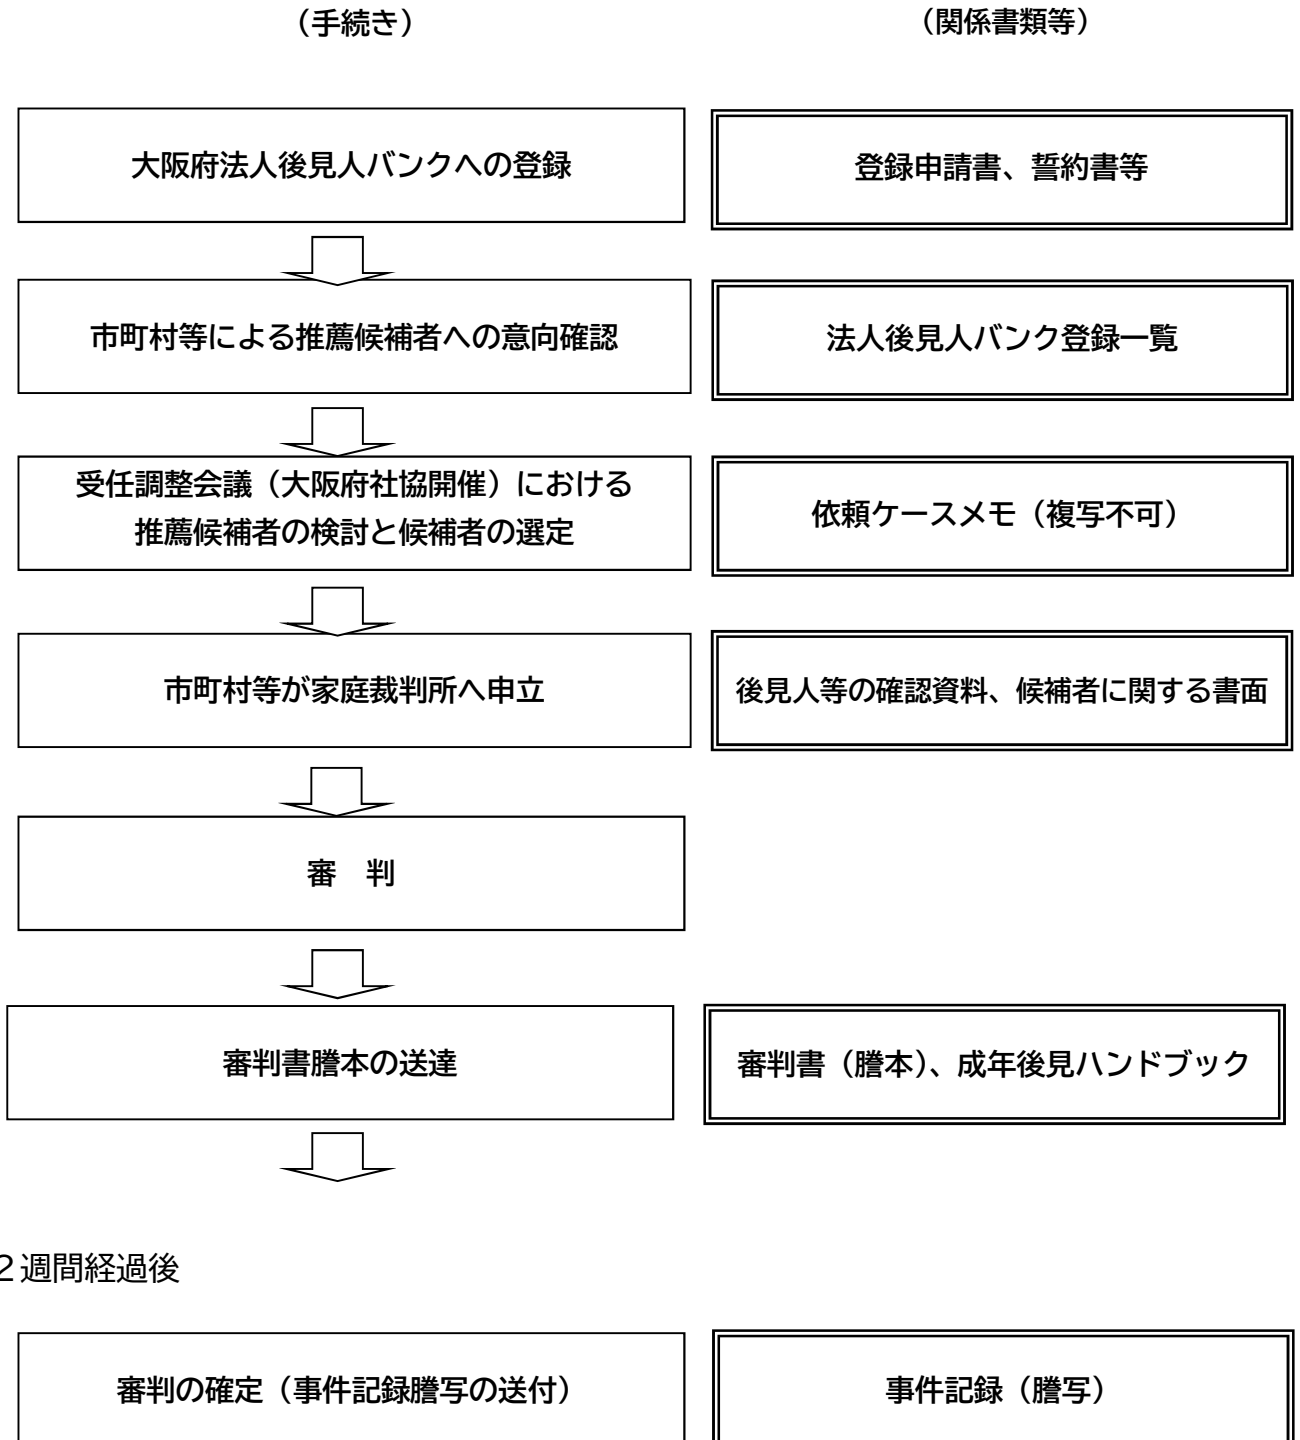 （手続き）
（関係書類等）
大阪府法人後見人バンクへの登録
登録申請書、誓約書等
市町村等による推薦候補者への意向確認
法人後見人バンク登録一覧
受任調整会議（大阪府社協開催）における
推薦候補者の検討と候補者の選定
依頼ケースメモ（複写不可）
市町村等が家庭裁判所へ申立
後見人等の確認資料、候補者に関する書面
審　判
審判書謄本の送達
審判書（謄本）、成年後見ハンドブック
２週間経過後
審判の確定（事件記録謄写の送付）
事件記録（謄写）